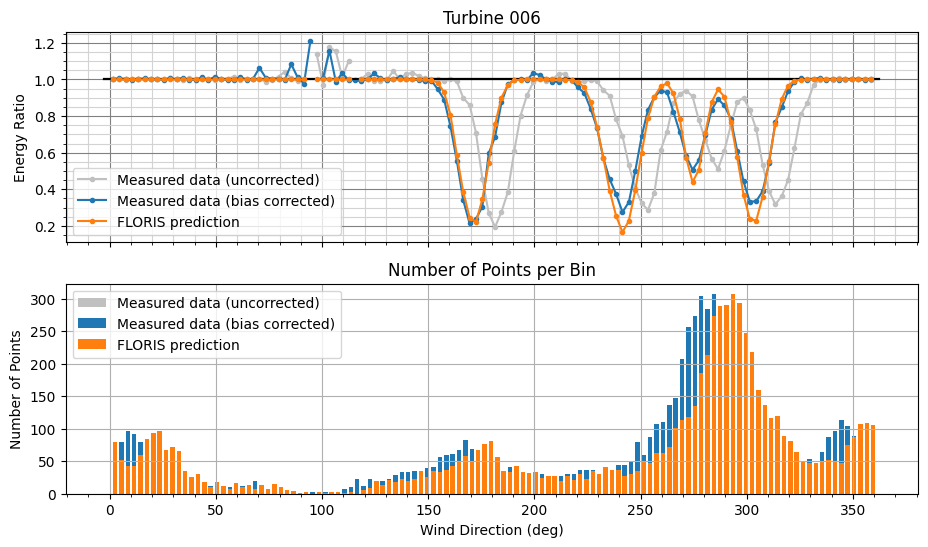 Turbine 006
Energy Ratio
1.2
1.0
0.8
0.6
0.4
0.2
Measured data (uncorrected)
Measured data (bias corrected)
FLORIS prediction
Number of Points per Bin
Number of Points
300
250
200
150
100
50
0
Measured data (uncorrected)
Measured data (bias corrected)
FLORIS prediction
0 50 100 150 200 250 300 350
Wind Direction (deg)